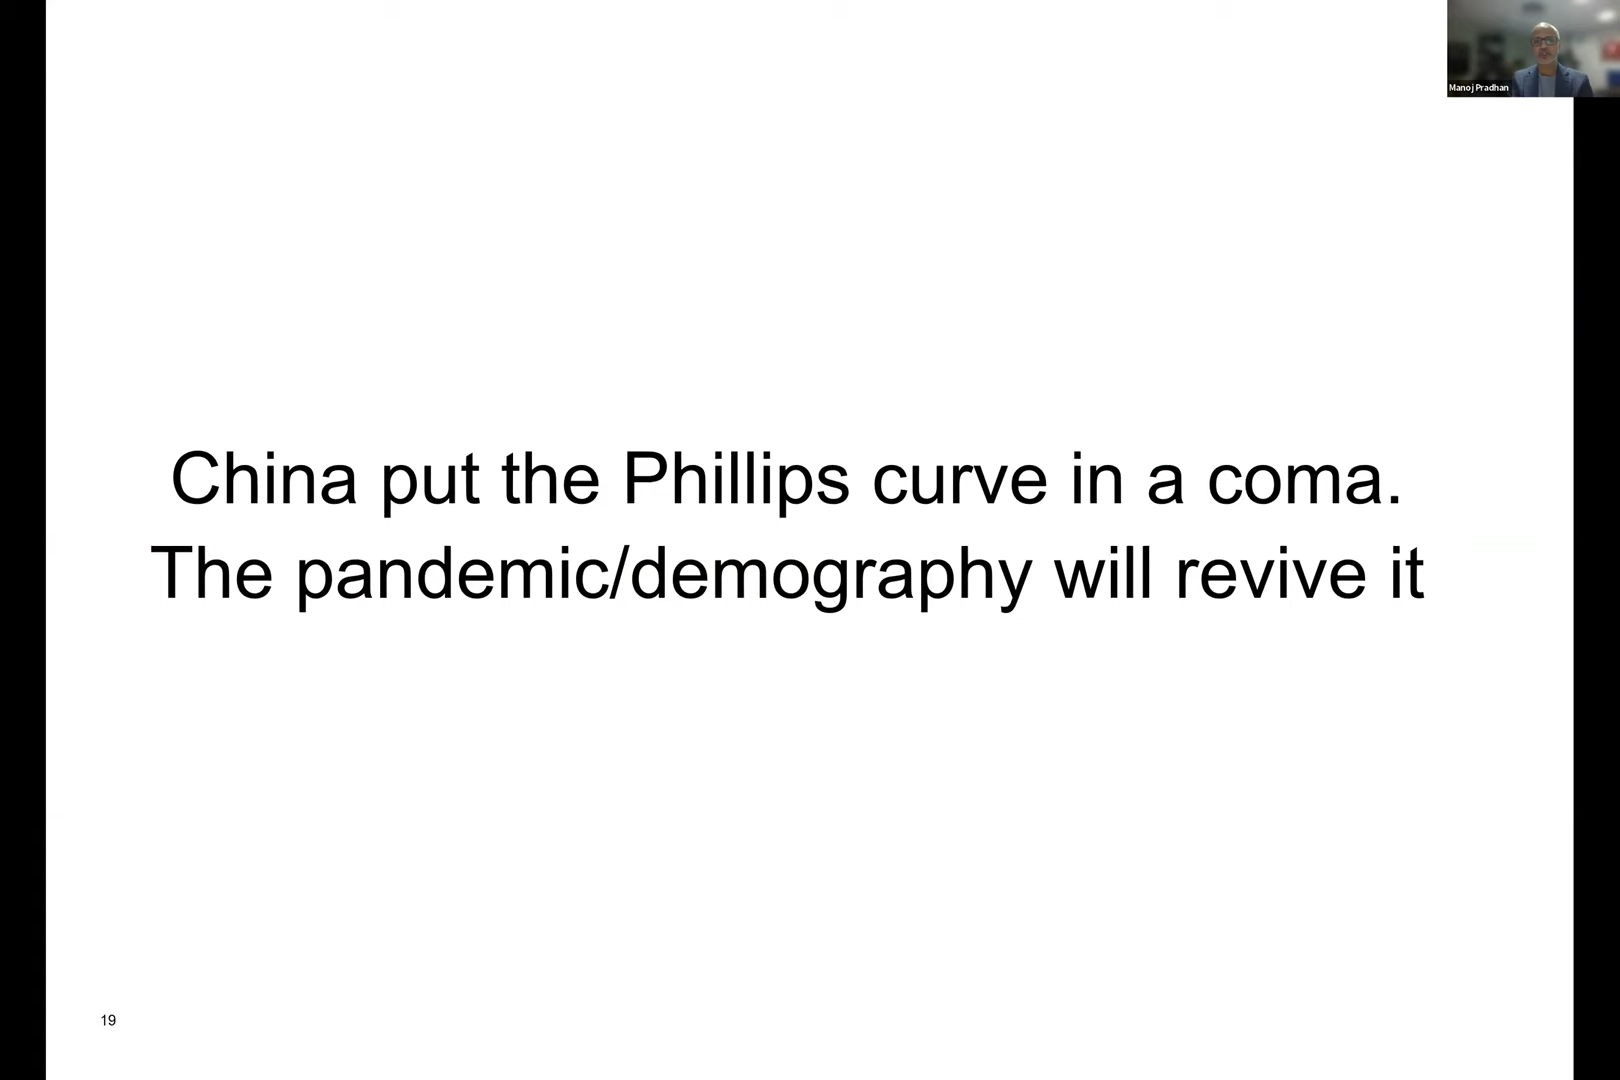 Manoj Pradhan
China put the Phillips curve in a coma.
The pandemic/demography will revive it
19